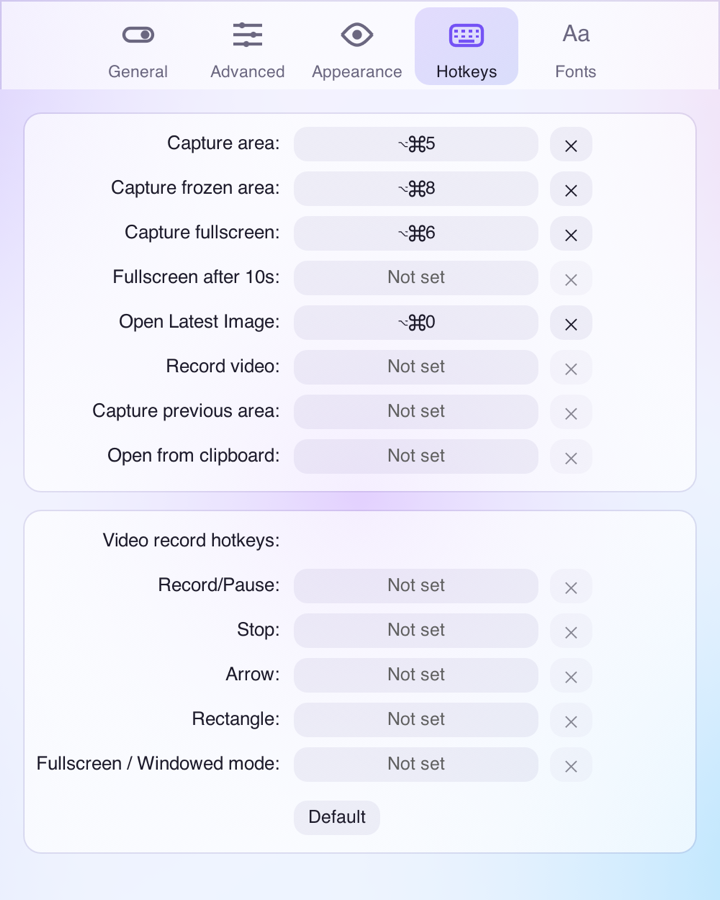 General Advanced Appearance Hotkeys Aa Fonts
Capture area: ⌥⌘5
Capture frozen area: ⌥⌘8
Capture fullscreen: ⌥⌘6
Fullscreen after 10s: Not set
Open Latest Image: ⌥⌘0
Record video: Not set
Capture previous area: Not set
Open from clipboard: Not set
Video record hotkeys:
Record/Pause: Not set
Stop: Not set
Arrow: Not set
Rectangle: Not set
Fullscreen / Windowed mode: Not set
Default